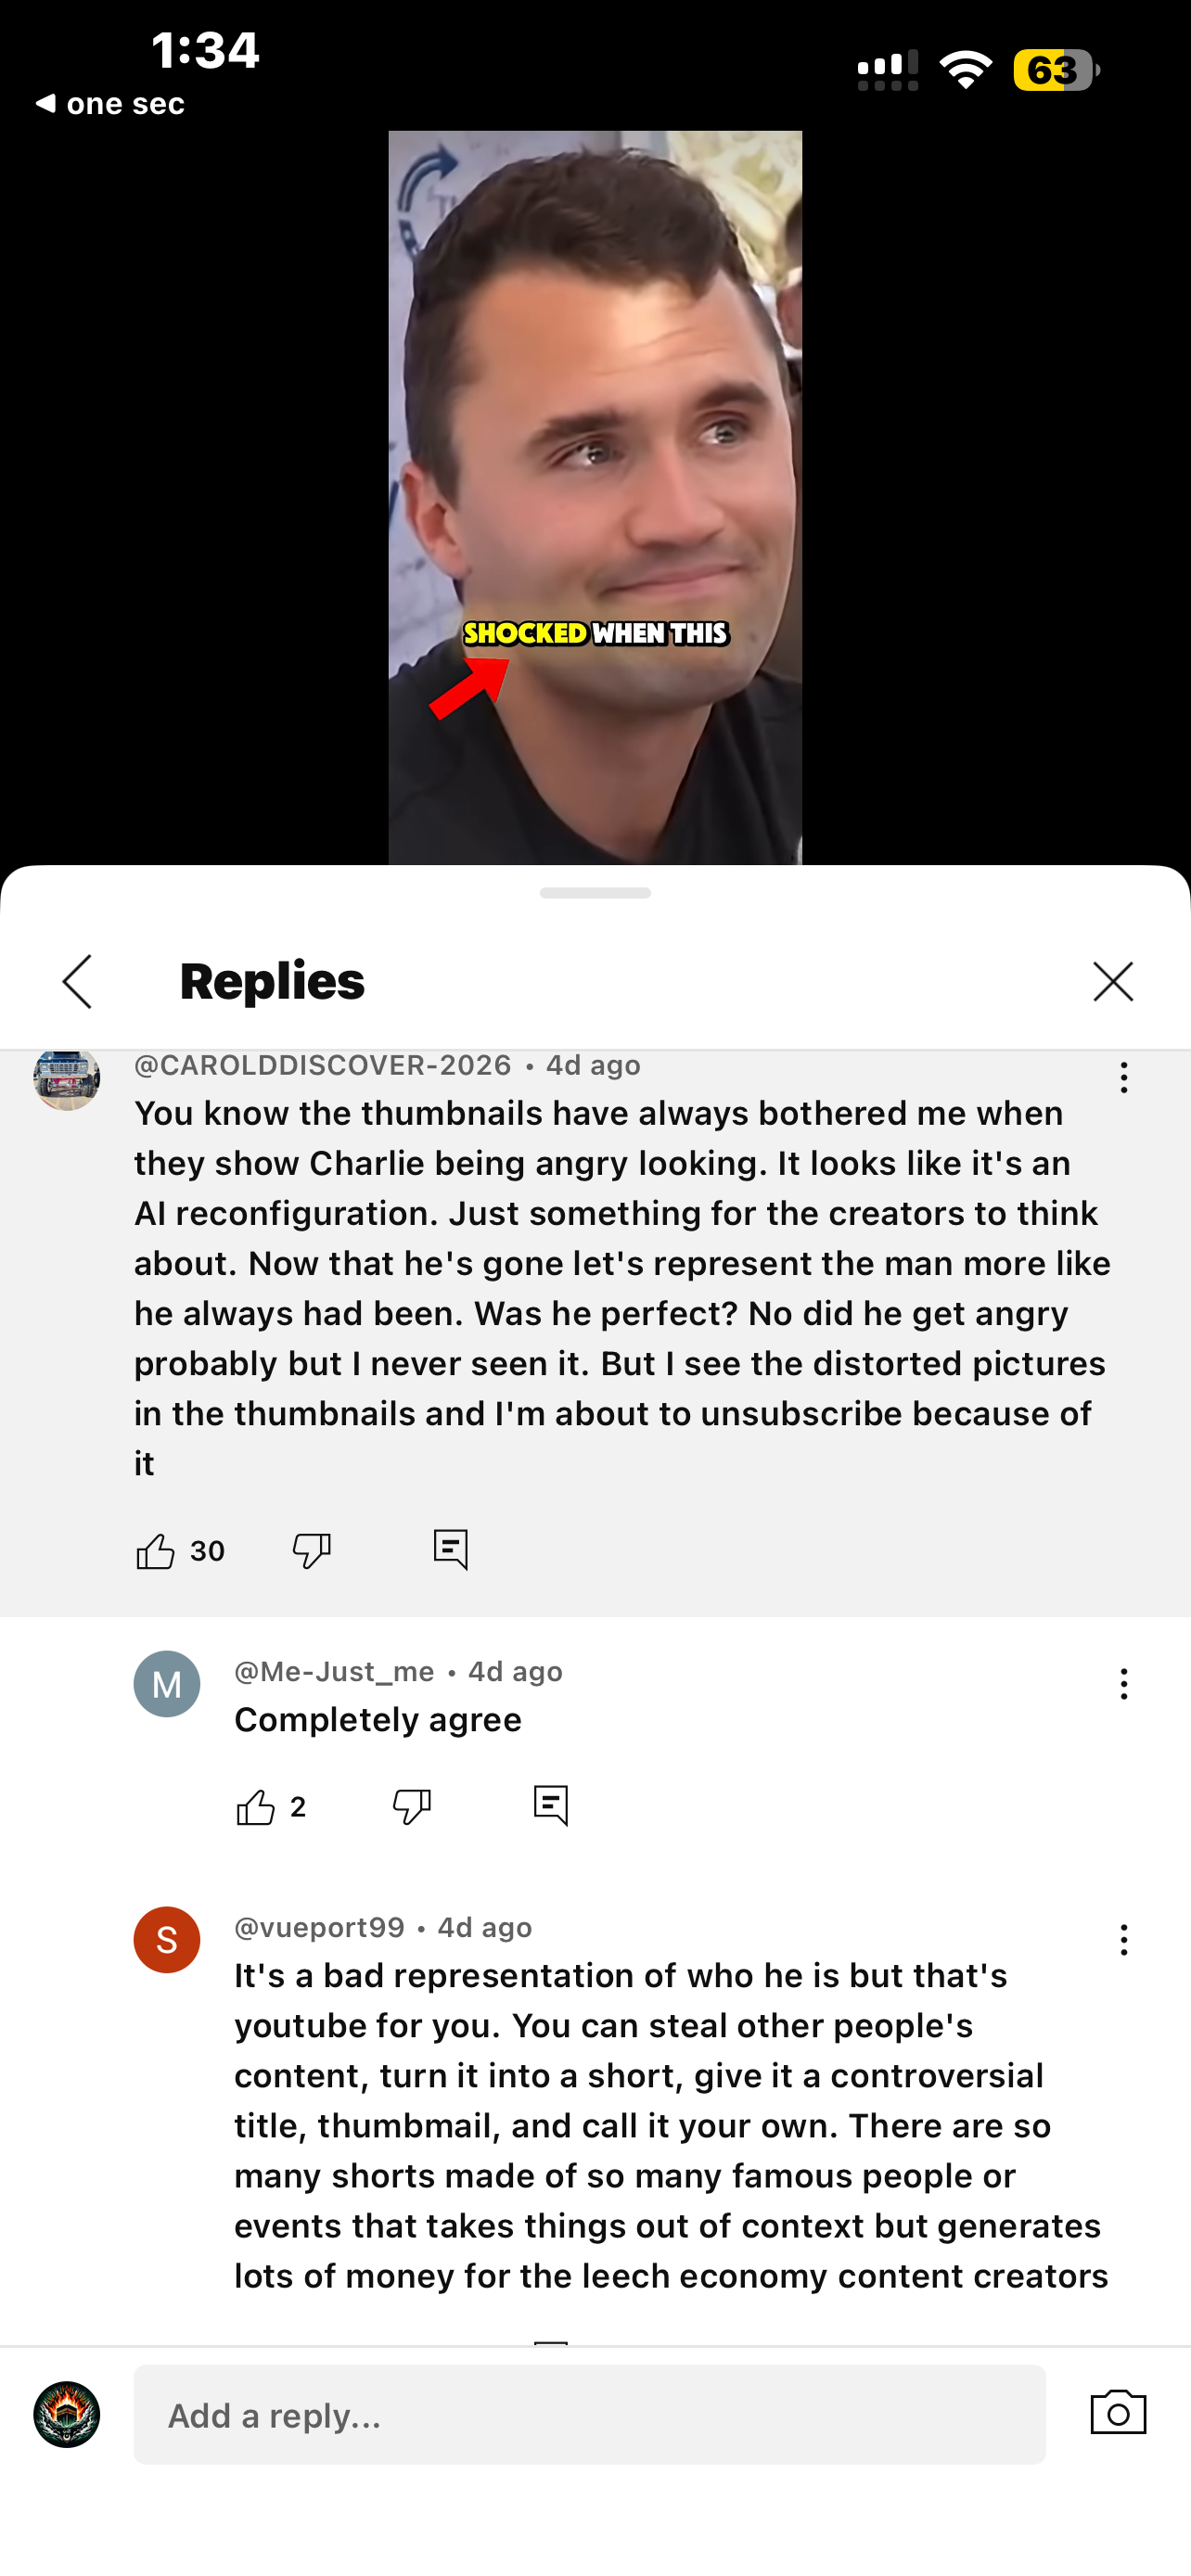 1:34
63
◀ one sec
SHOCKED WHEN THIS
Replies
@CAROLDDISCOVER-2026 • 4d ago
You know the thumbnails have always bothered me when
they show Charlie being angry looking. It looks like it's an
AI reconfiguration. Just something for the creators to think
about. Now that he's gone let's represent the man more like
he always had been. Was he perfect? No did he get angry
probably but I never seen it. But I see the distorted pictures
in the thumbnails and I'm about to unsubscribe because of
it
30
M
@Me-Just_me • 4d ago
Completely agree
2
S
@vueport99 • 4d ago
It's a bad representation of who he is but that's
youtube for you. You can steal other people's
content, turn it into a short, give it a controversial
title, thumbmail, and call it your own. There are so
many shorts made of so many famous people or
events that takes things out of context but generates
lots of money for the leech economy content creators
Add a reply...